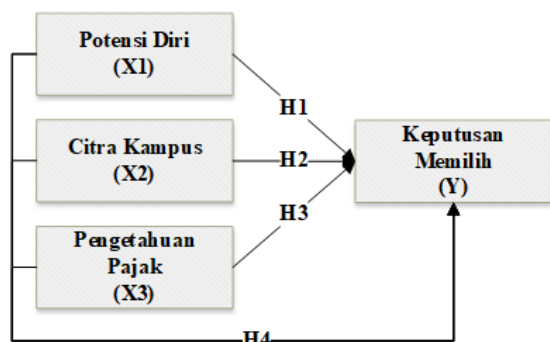 Potensi Diri
(X1)
H1
Citra Kampus
(X2)
H2
Keputusan
Memilih
(Y)
H3
Pengetahuan
Pajak
(X3)
H4